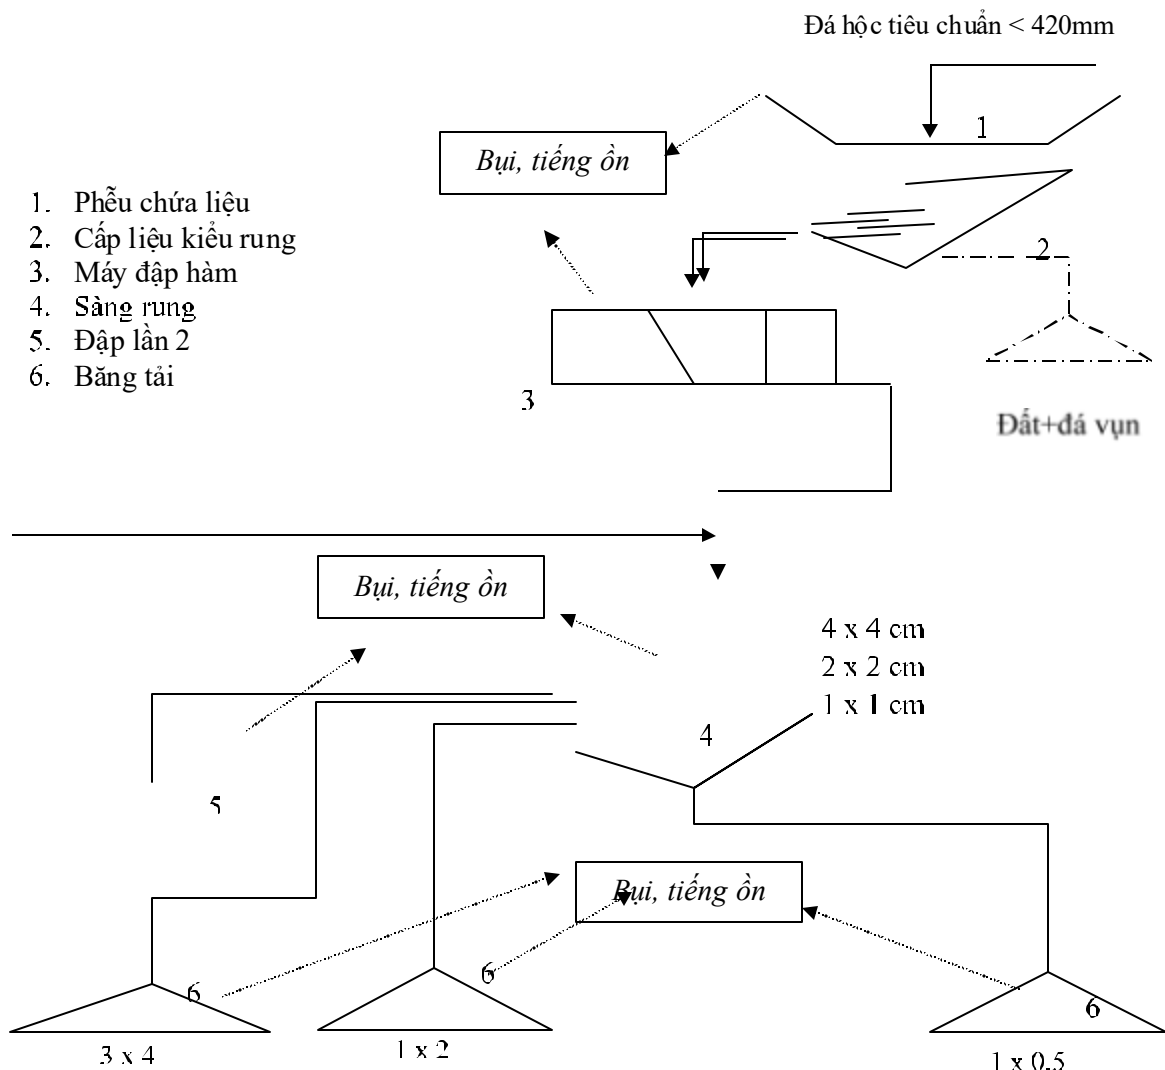 Đá hộc tiêu chuẩn < 420mm
1
Bụi, tiếng ồn
1. Phễu chứa liệu
2. Cấp liệu kiểu rung
3. Máy đập hàm
4. Sàng rung
5. Đập lần 2
6. Băng tải
2
3
Đất+đá vụn
Bụi, tiếng ồn
4 x 4 cm
2 x 2 cm
1 x 1 cm
4
5
Bụi, tiếng ồn
6
6
6
3 x 4
1 x 2
1 x 0.5